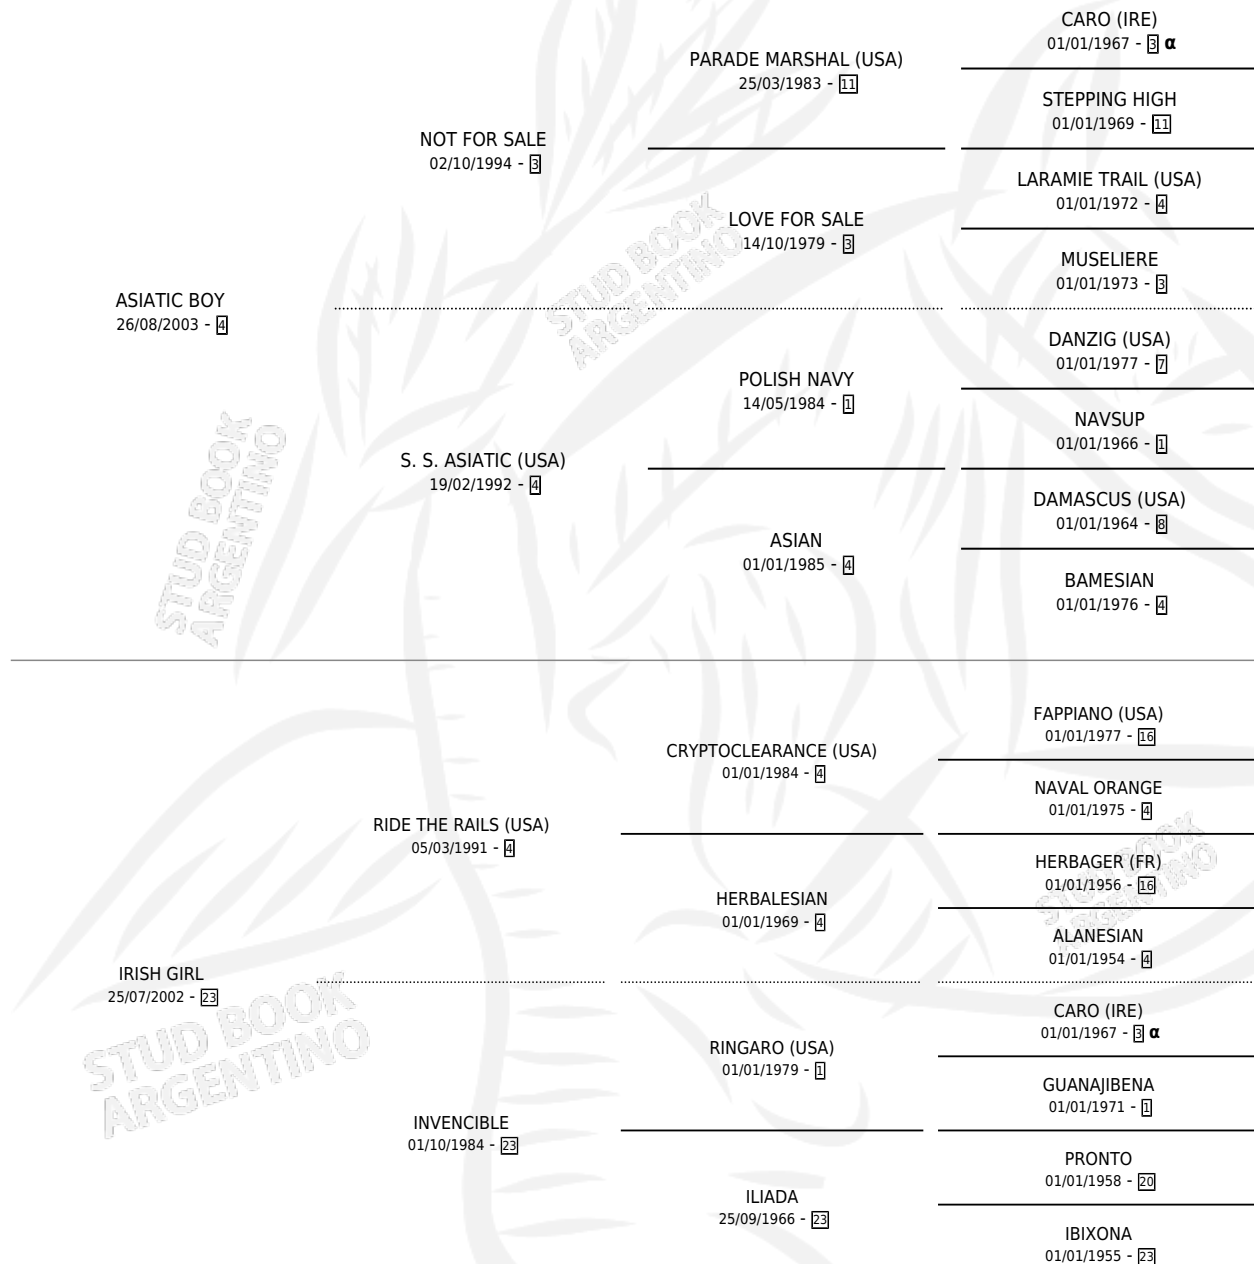 CARO (IRE)
01/01/1967 - 3 α
PARADE MARSHAL (USA)
25/03/1983 - 11
STEPPING HIGH
01/01/1969 - 11
NOT FOR SALE
02/10/1994 - 3
LARAMIE TRAIL (USA)
01/01/1972 - 4
LOVE FOR SALE
14/10/1979 - 3
MUSELIERE
01/01/1973 - 3
ASIATIC BOY
26/08/2003 - 4
DANZIG (USA)
01/01/1977 - 7
POLISH NAVY
14/05/1984 - 1
NAVSUP
01/01/1966 - 1
S. S. ASIATIC (USA)
19/02/1992 - 4
DAMASCUS (USA)
01/01/1964 - 8
ASIAN
01/01/1985 - 4
BAMESIAN
01/01/1976 - 4
FAPPIANO (USA)
01/01/1977 - 16
CRYPTOCLEARANCE (USA)
01/01/1984 - 4
NAVAL ORANGE
01/01/1975 - 4
RIDE THE RAILS (USA)
05/03/1991 - 4
HERBAGER (FR)
01/01/1956 - 16
HERBALESIAN
01/01/1969 - 4
ALANESIAN
01/01/1954 - 4
IRISH GIRL
25/07/2002 - 23
CARO (IRE)
01/01/1967 - 3 α
RINGARO (USA)
01/01/1979 - 1
GUANAJIBENA
01/01/1971 - 1
INVENCIBLE
01/10/1984 - 23
PRONTO
01/01/1958 - 20
ILIADA
25/09/1966 - 23
IBIXONA
01/01/1955 - 23
STUD BOOK
ARGENTINO
STUD BOOK
ARGENTINO
STUD BOOK
ARGENTINO
STUD BOOK
ARGENTINO